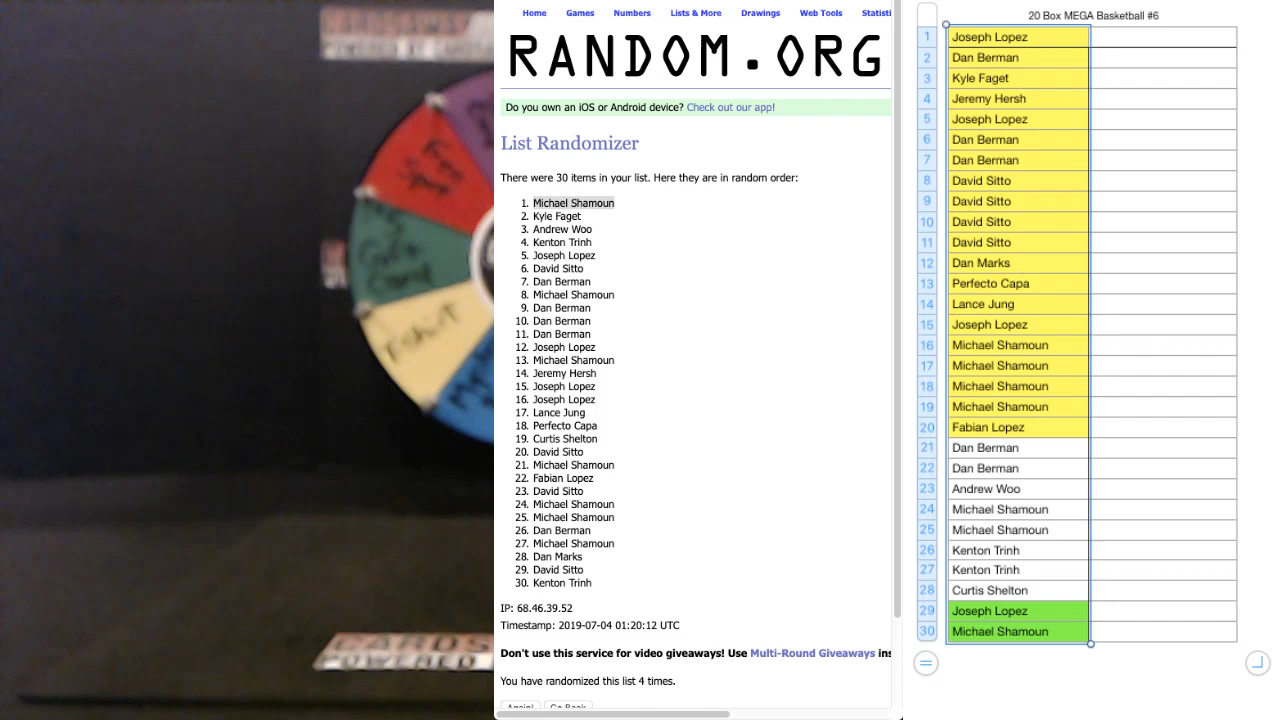 Home Games Numbers Lists & More Drawings Web Tools Statisti
RANDOM.ORG
Do you own an iOS or Android device? Check out our app!
List Randomizer
There were 30 items in your list. Here they are in random order:
1. Michael Shamoun
2. Kyle Faget
3. Andrew Woo
4. Kenton Trinh
5. Joseph Lopez
6. David Sitto
7. Dan Berman
8. Michael Shamoun
9. Dan Berman
10. Dan Berman
11. Dan Berman
12. Joseph Lopez
13. Michael Shamoun
14. Jeremy Hersh
15. Joseph Lopez
16. Joseph Lopez
17. Lance Jung
18. Perfecto Capa
19. Curtis Shelton
20. David Sitto
21. Michael Shamoun
22. Fabian Lopez
23. David Sitto
24. Michael Shamoun
25. Michael Shamoun
26. Dan Berman
27. Michael Shamoun
28. Dan Marks
29. David Sitto
30. Kenton Trinh
IP: 68.46.39.52
Timestamp: 2019-07-04 01:20:12 UTC
Don't use this service for video giveaways! Use Multi-Round Giveaways ins
You have randomized this list 4 times.
Again! Go Back
20 Box MEGA Basketball #6
1 Joseph Lopez
2 Dan Berman
3 Kyle Faget
4 Jeremy Hersh
5 Joseph Lopez
6 Dan Berman
7 Dan Berman
8 David Sitto
9 David Sitto
10 David Sitto
11 David Sitto
12 Dan Marks
13 Perfecto Capa
14 Lance Jung
15 Joseph Lopez
16 Michael Shamoun
17 Michael Shamoun
18 Michael Shamoun
19 Michael Shamoun
20 Fabian Lopez
21 Dan Berman
22 Dan Berman
23 Andrew Woo
24 Michael Shamoun
25 Michael Shamoun
26 Kenton Trinh
27 Kenton Trinh
28 Curtis Shelton
29 Joseph Lopez
30 Michael Shamoun